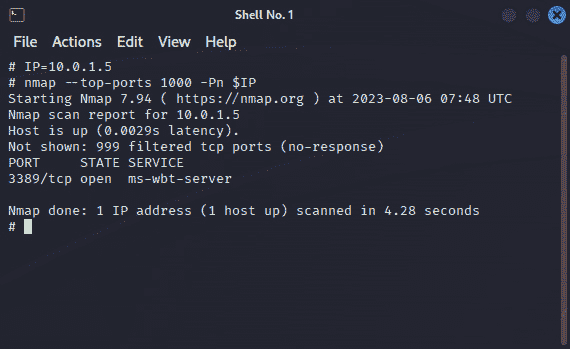 Shell No. 1
File Actions Edit View Help
# IP=10.0.1.5
# nmap --top-ports 1000 -Pn $IP
Starting Nmap 7.94 ( https://nmap.org ) at 2023-08-06 07:48 UTC
Nmap scan report for 10.0.1.5
Host is up (0.0029s latency).
Not shown: 999 filtered tcp ports (no-response)
PORT     STATE SERVICE
3389/tcp open  ms-wbt-server
Nmap done: 1 IP address (1 host up) scanned in 4.28 seconds
#